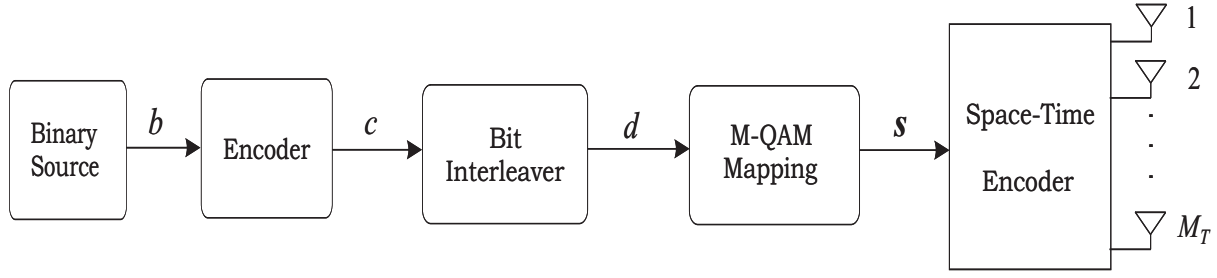 Binary
Source
b
Encoder
c
Bit
Interleaver
d
M-QAM
Mapping
s
Space-Time
Encoder
1
2
M_T